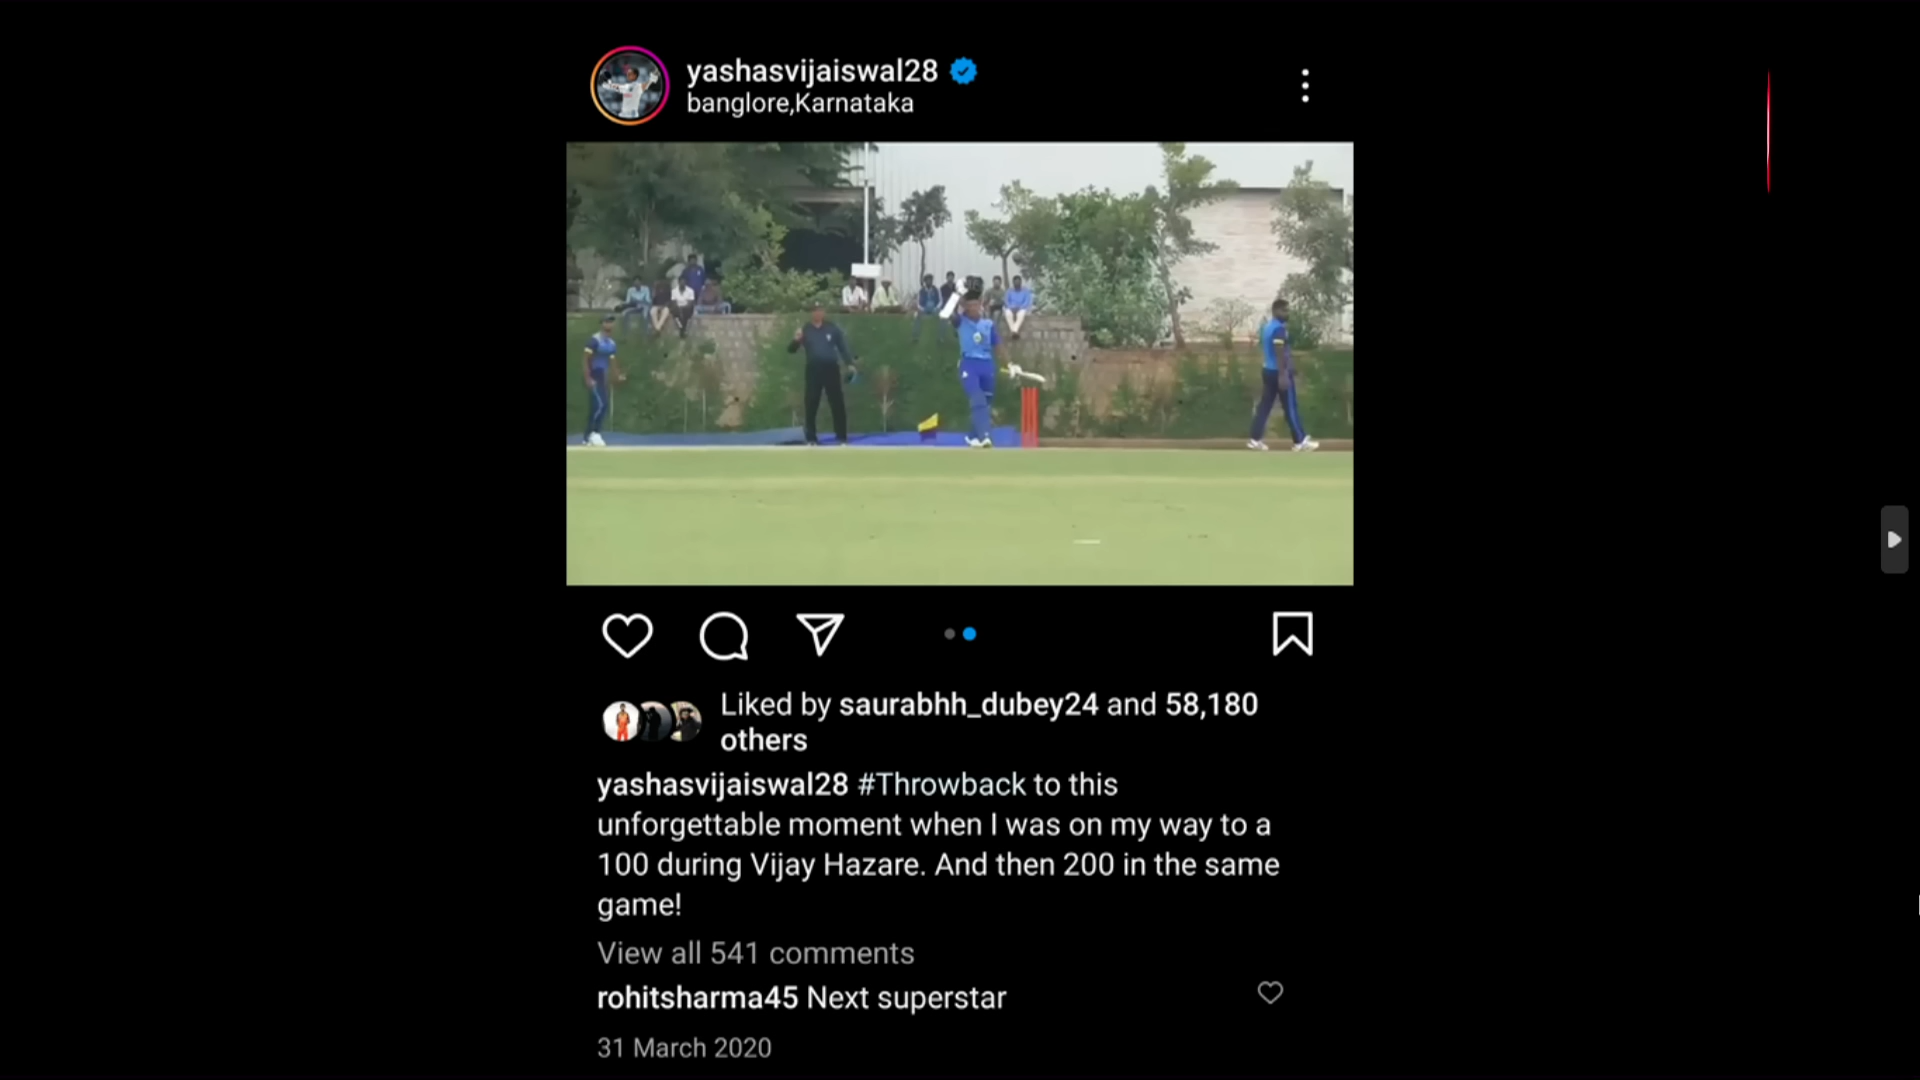 yashasvijaiswal28
banglore,Karnataka
Liked by saurabhh_dubey24 and 58,180
others
yashasvijaiswal28 #Throwback to this
unforgettable moment when I was on my way to a
100 during Vijay Hazare. And then 200 in the same
game!
View all 541 comments
rohitsharma45 Next superstar
31 March 2020